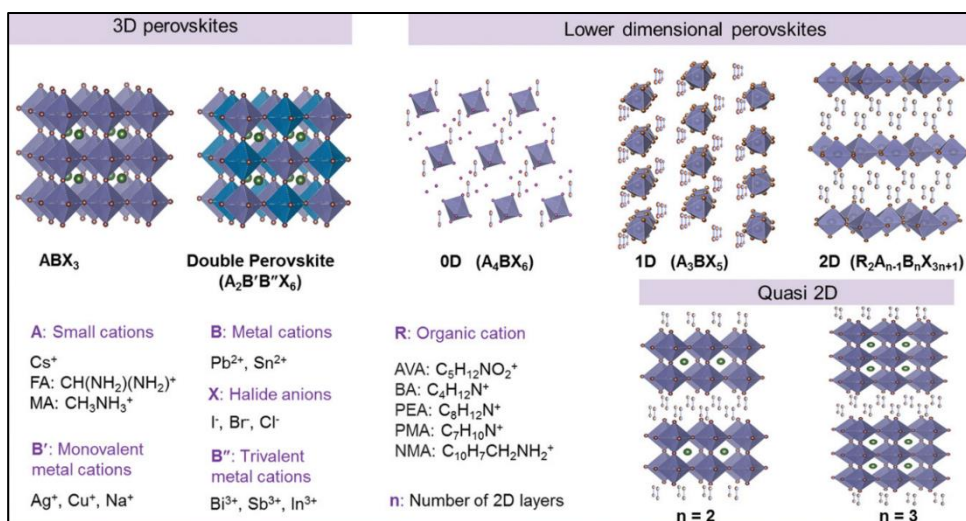 3D perovskites
Lower dimensional perovskites
ABX₃
Double Perovskite
(A₂B′B″X₆)
0D (A₄BX₆)
1D (A₃BX₅)
2D (R₂Aₙ₋₁BₙX₃ₙ₊₁)
Quasi 2D
A: Small cations
Cs⁺
FA: CH(NH₂)(NH₂)⁺
MA: CH₃NH₃⁺
B′: Monovalent
metal cations
Ag⁺, Cu⁺, Na⁺
B: Metal cations
Pb²⁺, Sn²⁺
X: Halide anions
I⁻, Br⁻, Cl⁻
B″: Trivalent
metal cations
Bi³⁺, Sb³⁺, In³⁺
R: Organic cation
AVA: C₅H₁₂NO₂⁺
BA: C₄H₁₂N⁺
PEA: C₈H₁₂N⁺
PMA: C₇H₁₀N⁺
NMA: C₁₀H₇CH₂NH₂⁺
n: Number of 2D layers
n = 2
n = 3